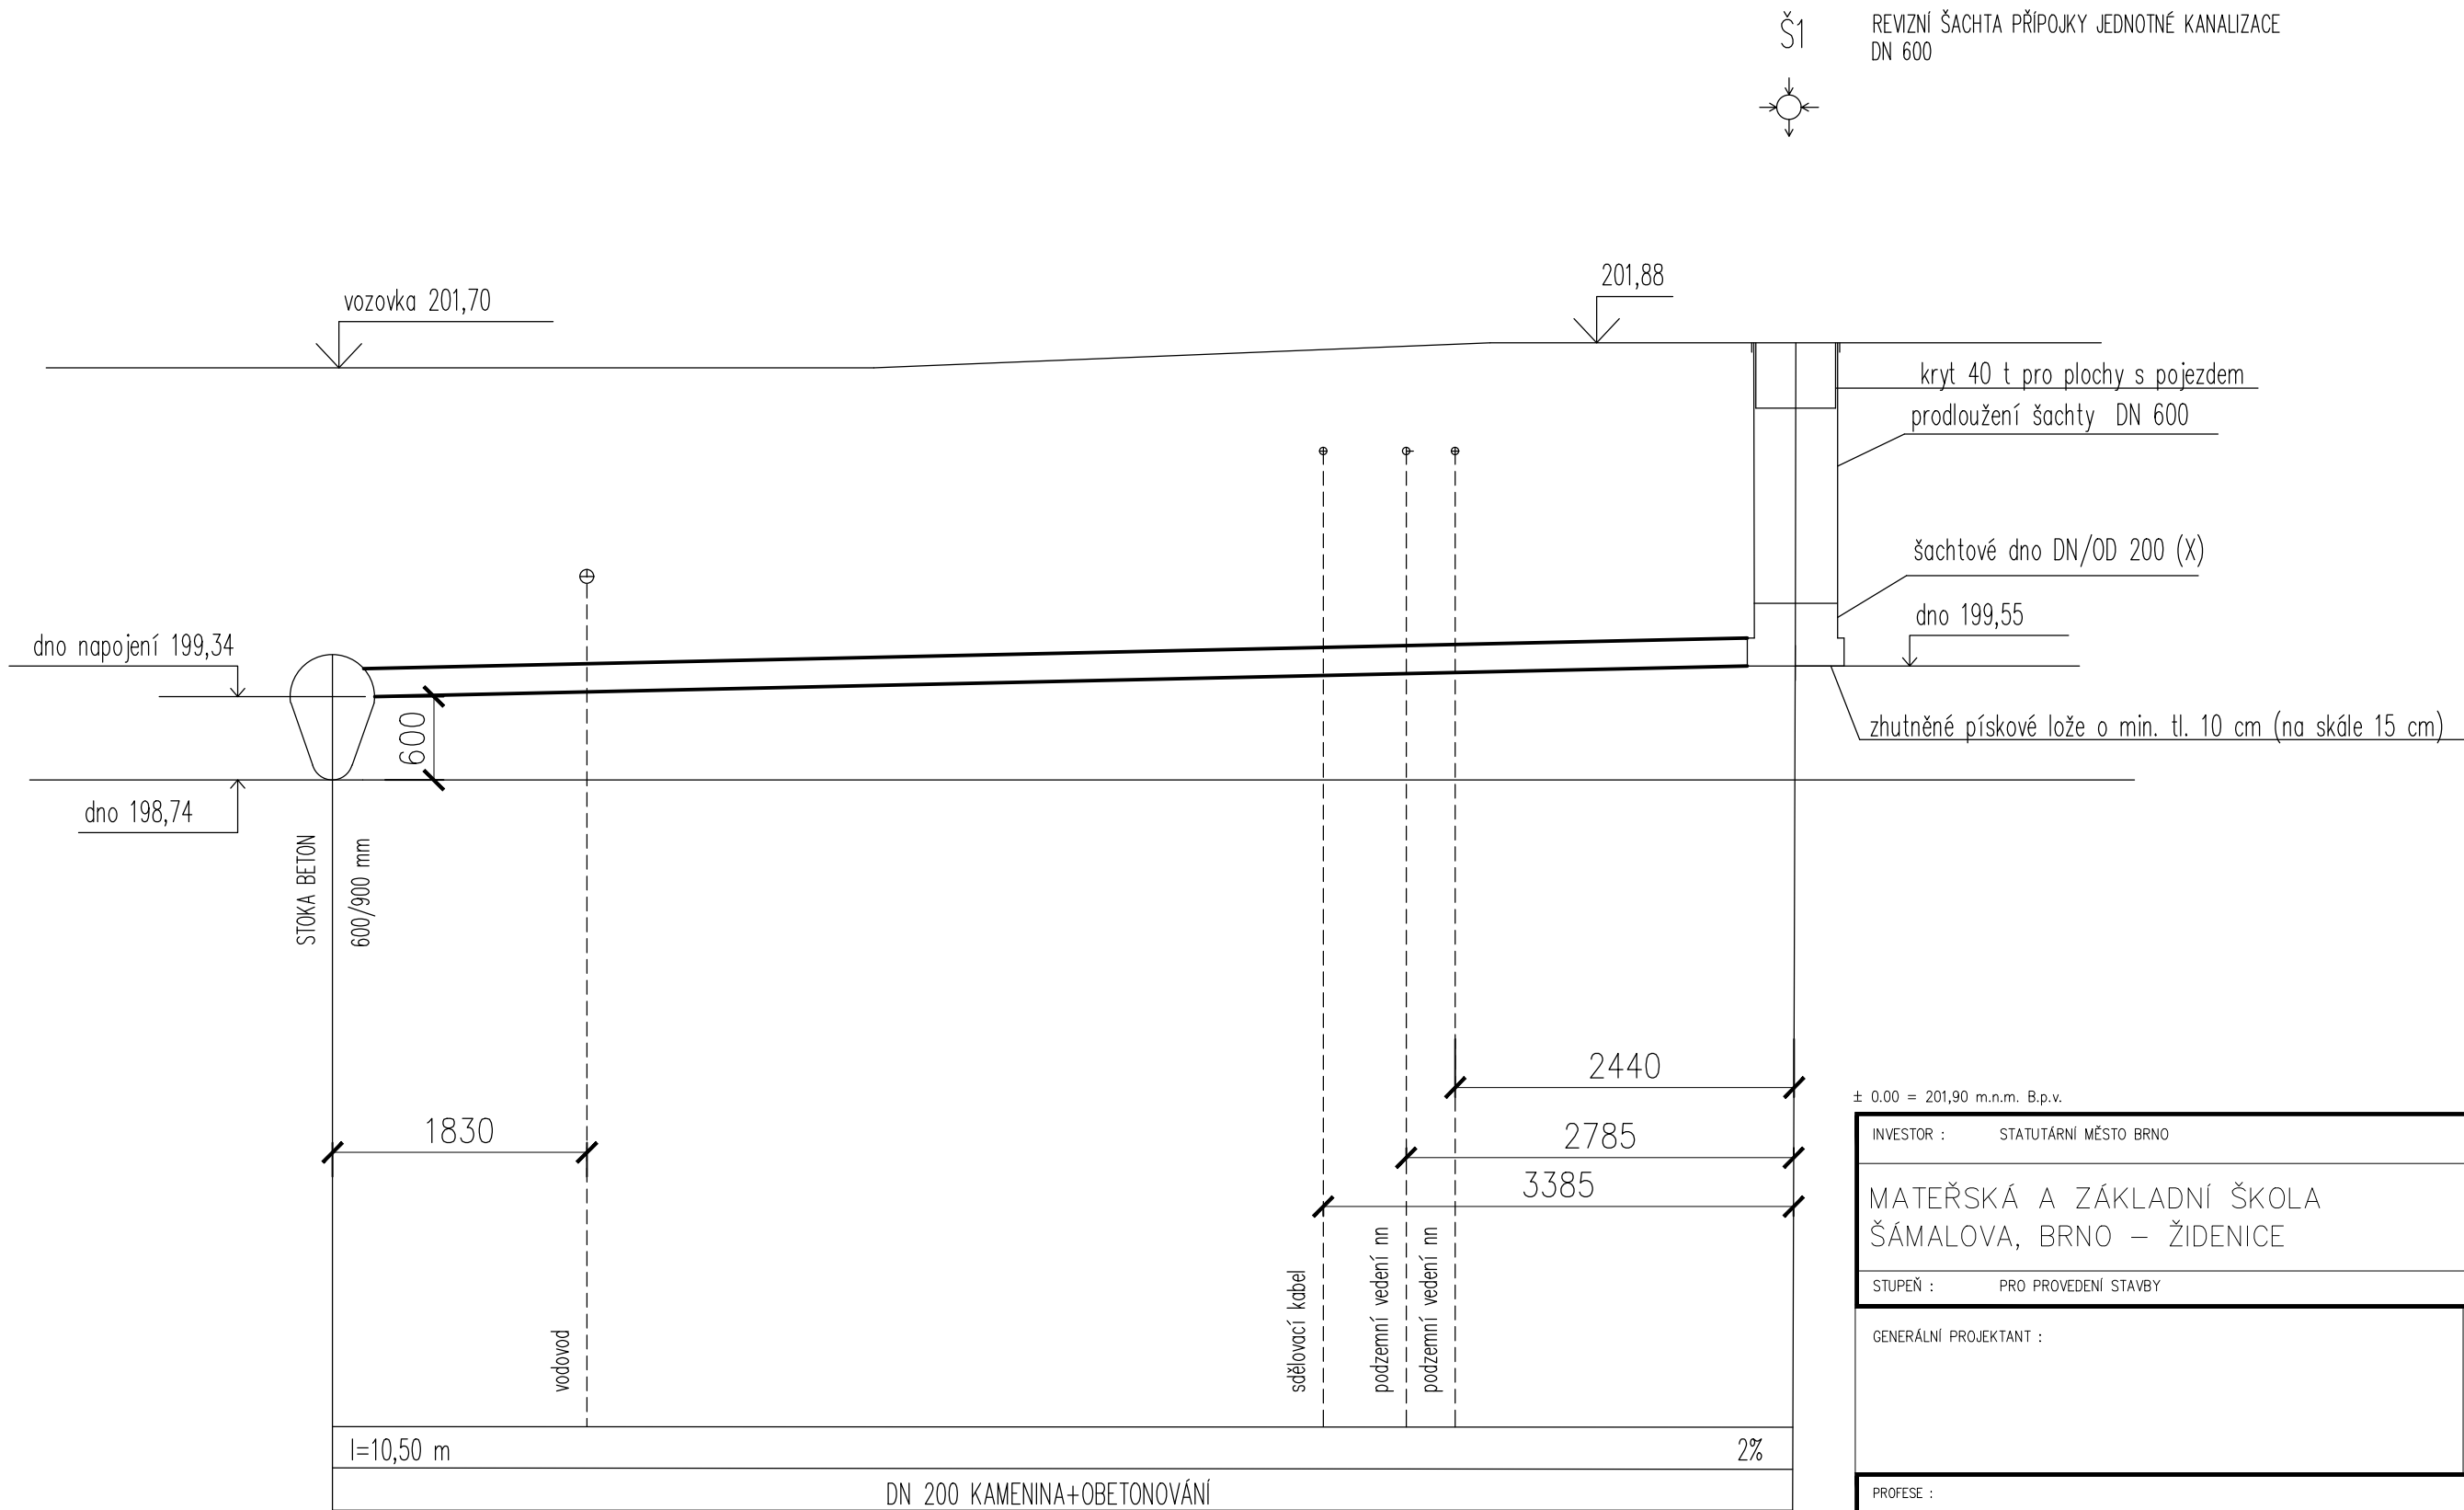 Š1
REVIZNÍ ŠACHTA PŘÍPOJKY JEDNOTNÉ KANALIZACE
DN 600
201,88
vozovka 201,70
kryt 40 t pro plochy s pojezdem
prodloužení šachty DN 600
šachtové dno DN/OD 200 (X)
dno 199,55
dno napojení 199,34
600
zhutněné pískové lože o min. tl. 10 cm (na skále 15 cm)
dno 198,74
STOKA BETON
600/900 mm
2440
1830
2785
3385
vodovod
sdělovací kabel
podzemní vedení nn
podzemní vedení nn
l=10,50 m
2%
DN 200 KAMENINA+OBETONOVÁNÍ
± 0.00 = 201,90 m.n.m. B.p.v.
INVESTOR : STATUTÁRNÍ MĚSTO BRNO
MATEŘSKÁ A ZÁKLADNÍ ŠKOLA
ŠÁMALOVA, BRNO – ŽIDENICE
STUPEŇ : PRO PROVEDENÍ STAVBY
GENERÁLNÍ PROJEKTANT :
PROFESE :